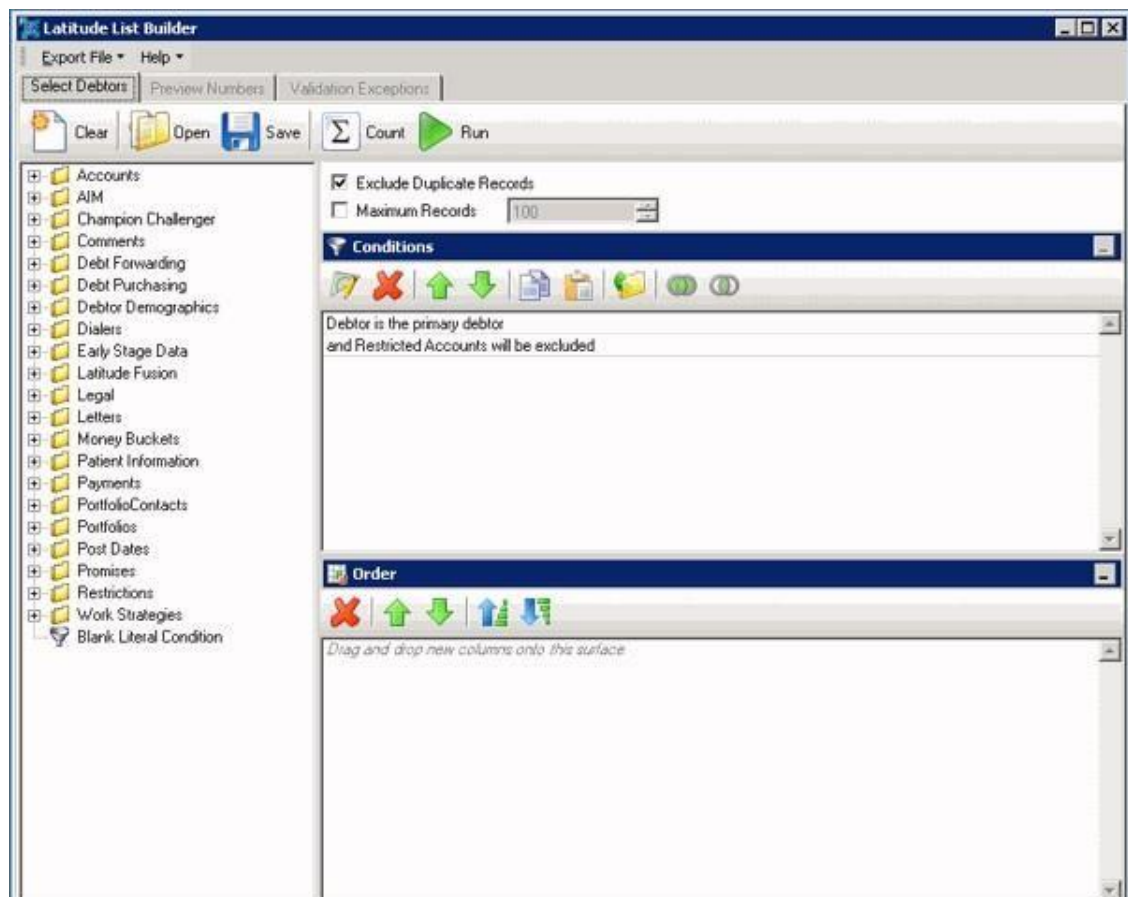 Latitude List Builder
Export File Help
Select Debtors Preview Numbers Validation Exceptions
Clear Open Save Σ Count Run
Accounts
AIM
Champion Challenger
Comments
Debt Forwarding
Debt Purchasing
Debtor Demographics
Dialers
Early Stage Data
Latitude Fusion
Legal
Letters
Money Buckets
Patient Information
Payments
PortfolioContacts
Portfolios
Post Dates
Promises
Restrictions
Work Strategies
Blank Literal Condition
Exclude Duplicate Records
Maximum Records 100
Conditions
Debtor is the primary debtor
and Restricted Accounts will be excluded
Order
Drag and drop new columns onto this surface